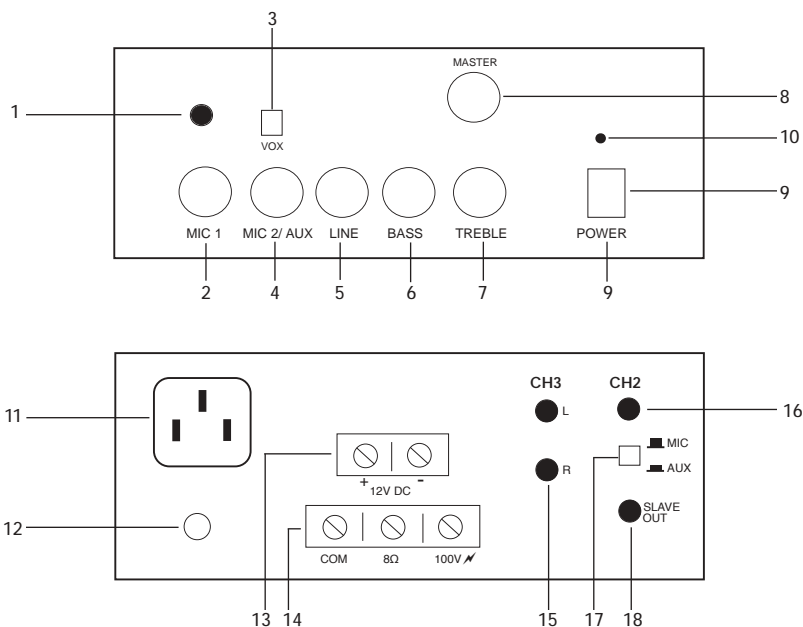 3
MASTER
8
1
10
VOX
9
MIC 1 MIC 2/ AUX LINE BASS TREBLE POWER
2 4 5 6 7 9
CH3 CH2
11 L 16
MIC
17
R AUX
+ -
13 12V DC
12 SLAVE
OUT
COM 8Ω 100V
13 14 15 17 18